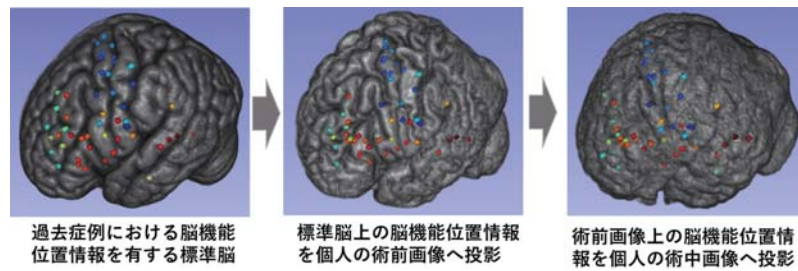 過去症例における脳機能
位置情報を有する標準脳
標準脳上の脳機能位置情報
を個人の術前画像へ投影
術前画像上の脳機能位置情
報を個人の術中画像へ投影